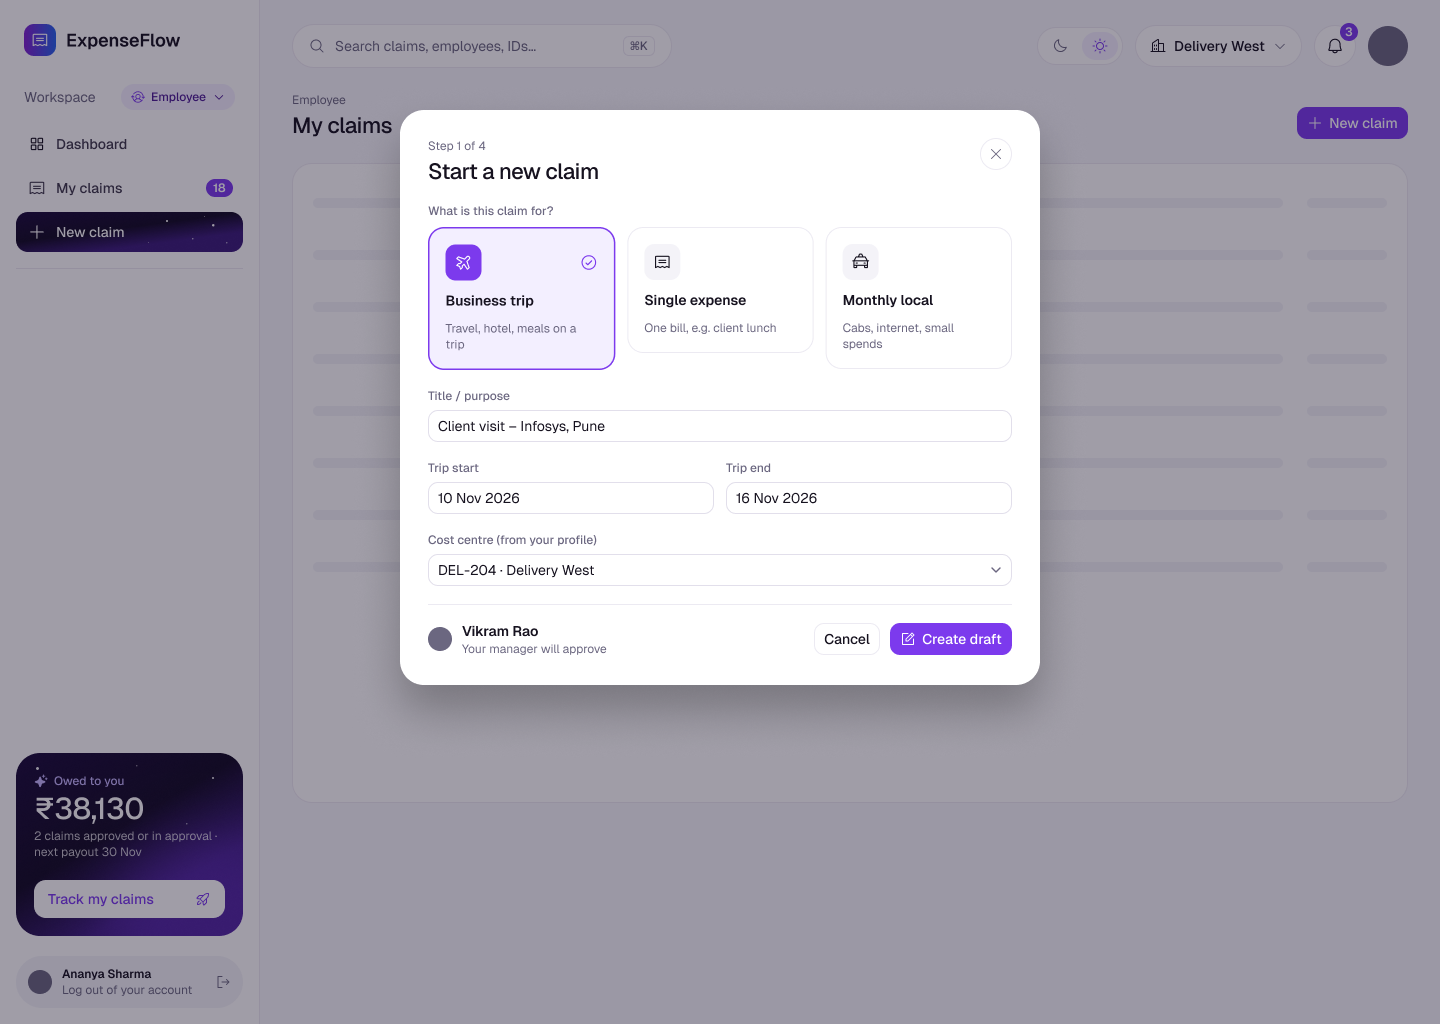 ExpenseFlow
Workspace
Employee
Dashboard
My claims
18
New claim
Search claims, employees, IDs...
⌘K
Delivery West
3
Employee
My claims
New claim
Step 1 of 4
Start a new claim
What is this claim for?
Business trip
Travel, hotel, meals on a
trip
Single expense
One bill, e.g. client lunch
Monthly local
Cabs, internet, small
spends
Title / purpose
Client visit – Infosys, Pune
Trip start
10 Nov 2026
Trip end
16 Nov 2026
Cost centre (from your profile)
DEL-204 · Delivery West
Vikram Rao
Your manager will approve
Cancel
Create draft
Owed to you
₹38,130
2 claims approved or in approval ·
next payout 30 Nov
Track my claims
Ananya Sharma
Log out of your account